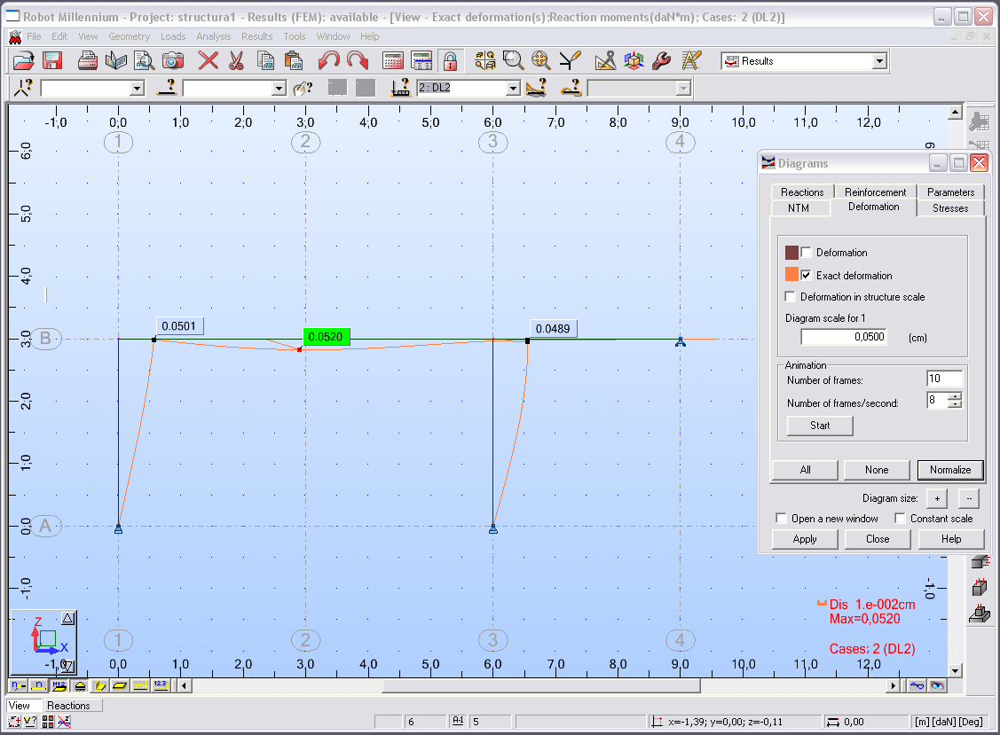 Robot Millennium - Project: structura1 - Results (FEM): available - [View - Exact deformation(s);Reaction moments(daN*m); Cases: 2 (DL2)]
File Edit View Geometry Loads Analysis Results Tools Window Help
Results
2 : DL2
-1,0 0,0 1,0 2,0 3,0 4,0 5,0 6,0 7,0 8,0 9,0 10,0 11,0 12,0
1 2 3 4
6,0
6
5,0
4,0
B 3,0
0.0501
0.0520
0.0489
2,0
1,0
A 0,0
-1,0
-1,0
Diagrams
Reactions Reinforcement Parameters
NTM Deformation Stresses
Deformation
Exact deformation
Deformation in structure scale
Diagram scale for 1
0,0500 (cm)
Animation
Number of frames: 10
Number of frames/second: 8
Start
All None Normalize
Diagram size: + --
Open a new window Constant scale
Apply Close Help
Dis 1.e-002cm
Max=0,0520
Cases: 2 (DL2)
Z
X
1 2 3 4
-1,0 0,0 1,0 2,0 3,0 4,0 5,0 6,0 7,0 8,0 9,0 10,0 11,0 12,0
View Reactions
6 5 x=-1,39; y=0,00; z=-0,11 0,00 [m] [daN] [Deg]